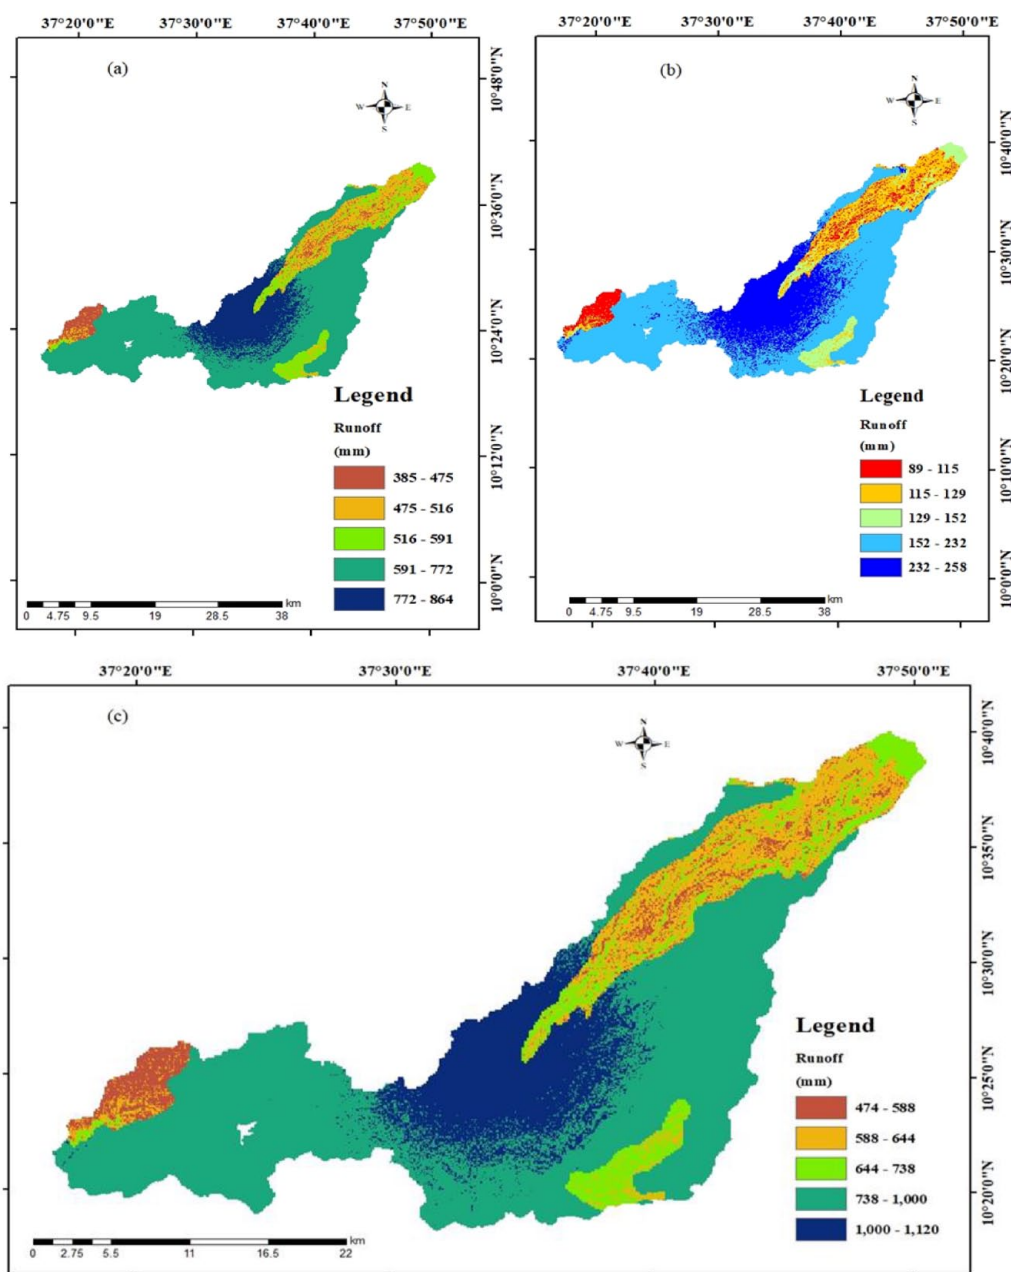 37°20'0"E 37°30'0"E 37°40'0"E 37°50'0"E
(a)
N
W E
S
10°48'0"N
10°36'0"N
10°24'0"N
10°12'0"N
10°0'0"N
Legend
Runoff
(mm)
385 - 475
475 - 516
516 - 591
591 - 772
772 - 864
km
0 4.75 9.5 19 28.5 38
37°20'0"E 37°30'0"E 37°40'0"E 37°50'0"E
(b)
N
W E
S
10°40'0"N
10°30'0"N
10°20'0"N
10°10'0"N
10°0'0"N
Legend
Runoff
(mm)
89 - 115
115 - 129
129 - 152
152 - 232
232 - 258
km
0 4.75 9.5 19 28.5 38
37°20'0"E 37°30'0"E 37°40'0"E 37°50'0"E
(c)
N
W E
S
10°40'0"N
10°35'0"N
10°30'0"N
10°25'0"N
10°20'0"N
Legend
Runoff
(mm)
474 - 588
588 - 644
644 - 738
738 - 1,000
1,000 - 1,120
km
0 2.75 5.5 11 16.5 22